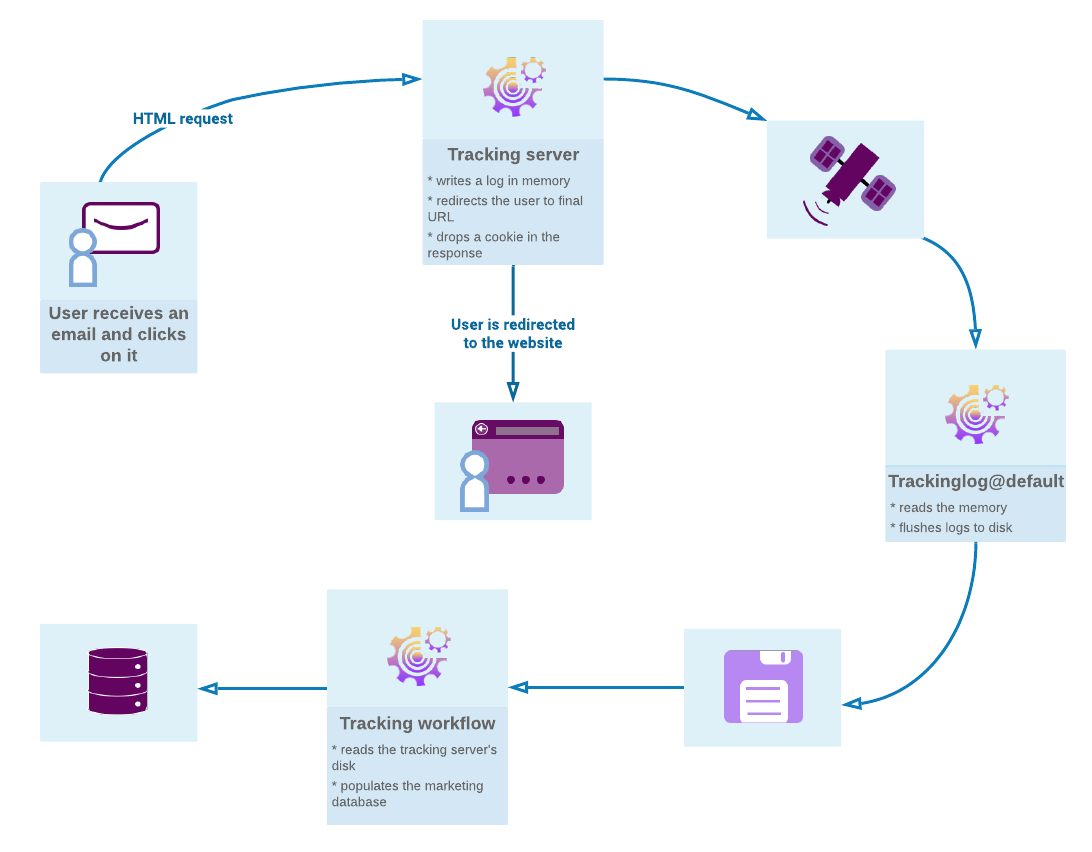 HTML request
Tracking server
* writes a log in memory
* redirects the user to final
URL
* drops a cookie in the
response
User receives an
email and clicks
on it
User is redirected
to the website
Trackinglog@default
* reads the memory
* flushes logs to disk
Tracking workflow
* reads the tracking server's
disk
* populates the marketing
database